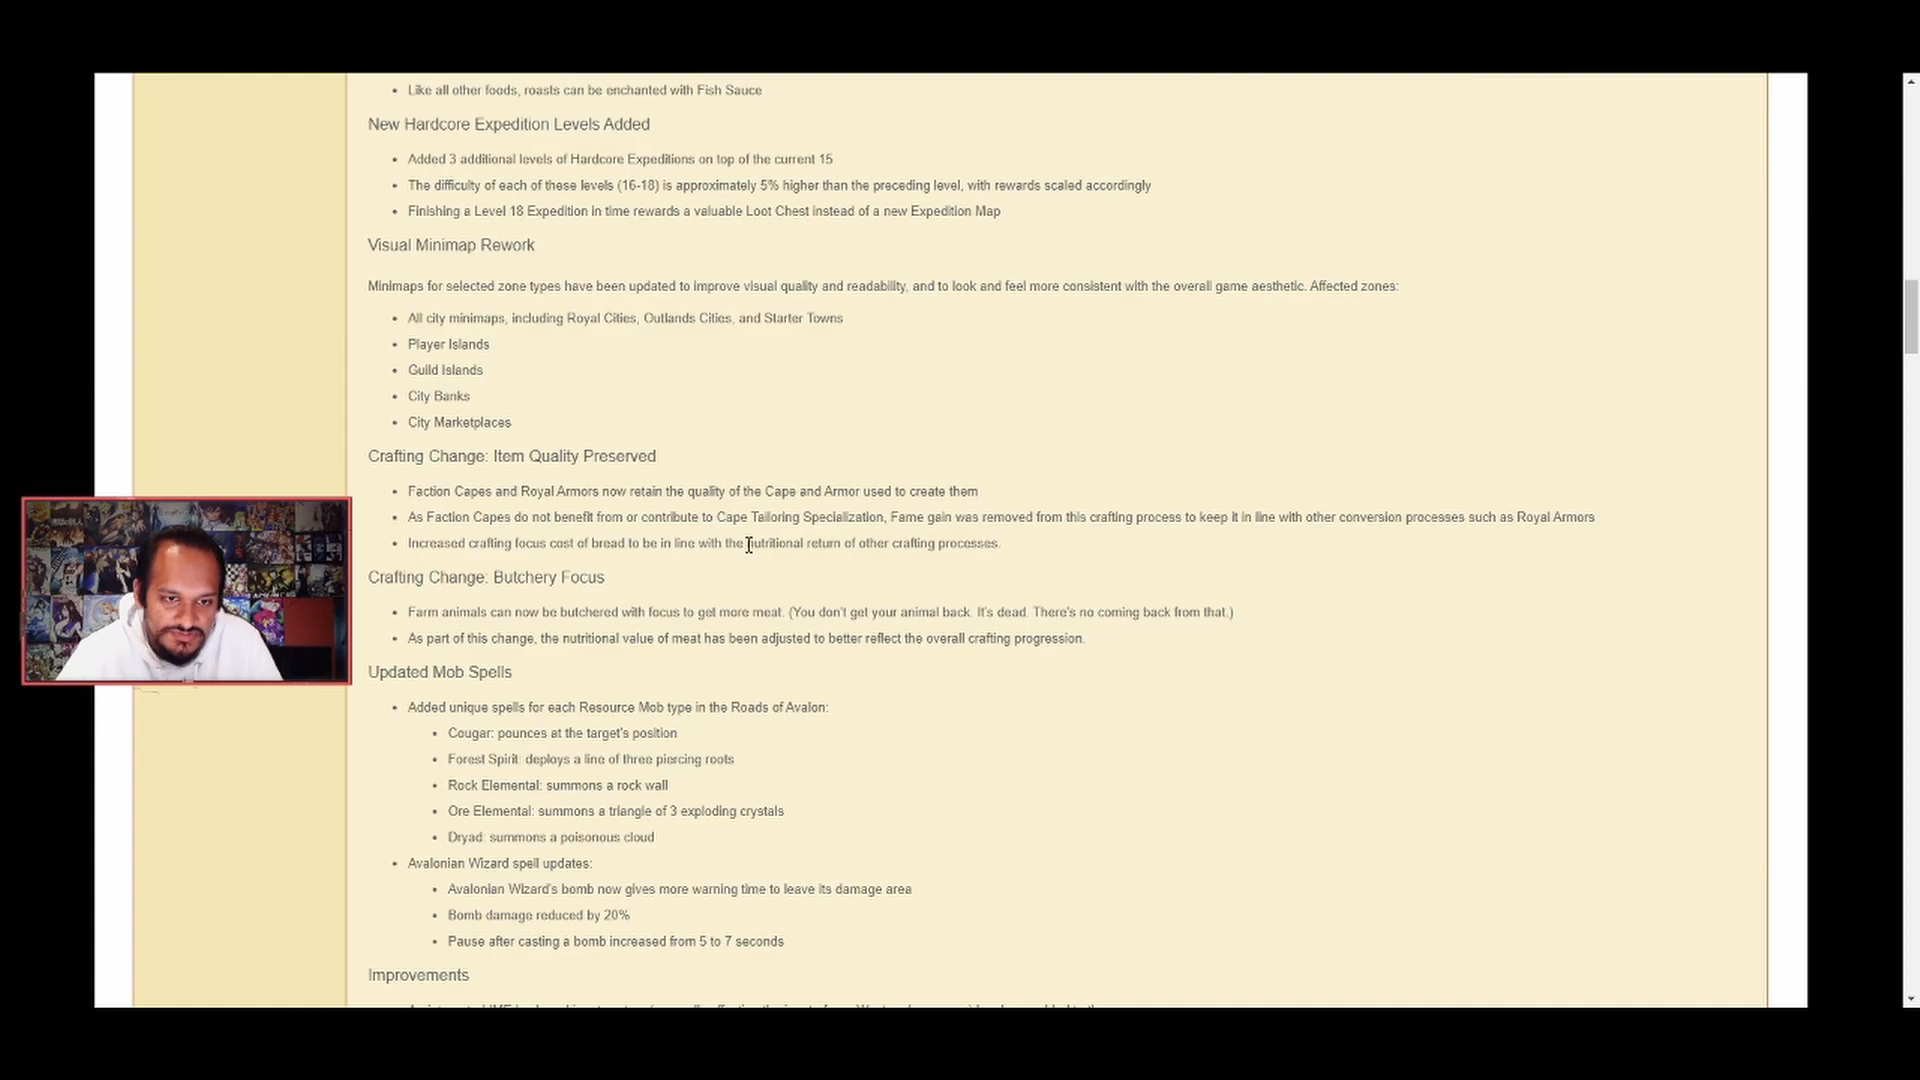 Like all other foods, roasts can be enchanted with Fish Sauce
New Hardcore Expedition Levels Added
Added 3 additional levels of Hardcore Expeditions on top of the current 15
The difficulty of each of these levels (16-18) is approximately 5% higher than the preceding level, with rewards scaled accordingly
Finishing a Level 18 Expedition in time rewards a valuable Loot Chest instead of a new Expedition Map
Visual Minimap Rework
Minimaps for selected zone types have been updated to improve visual quality and readability, and to look and feel more consistent with the overall game aesthetic. Affected zones:
All city minimaps, including Royal Cities, Outlands Cities, and Starter Towns
Player Islands
Guild Islands
City Banks
City Marketplaces
Crafting Change: Item Quality Preserved
Faction Capes and Royal Armors now retain the quality of the Cape and Armor used to create them
As Faction Capes do not benefit from or contribute to Cape Tailoring Specialization, Fame gain was removed from this crafting process to keep it in line with other conversion processes such as Royal Armors
Increased crafting focus cost of bread to be in line with the nutritional return of other crafting processes.
Crafting Change: Butchery Focus
Farm animals can now be butchered with focus to get more meat. (You don't get your animal back. It's dead. There's no coming back from that.)
As part of this change, the nutritional value of meat has been adjusted to better reflect the overall crafting progression.
Updated Mob Spells
Added unique spells for each Resource Mob type in the Roads of Avalon:
Cougar: pounces at the target's position
Forest Spirit: deploys a line of three piercing roots
Rock Elemental: summons a rock wall
Ore Elemental: summons a triangle of 3 exploding crystals
Dryad: summons a poisonous cloud
Avalonian Wizard spell updates:
Avalonian Wizard's bomb now gives more warning time to leave its damage area
Bomb damage reduced by 20%
Pause after casting a bomb increased from 5 to 7 seconds
Improvements